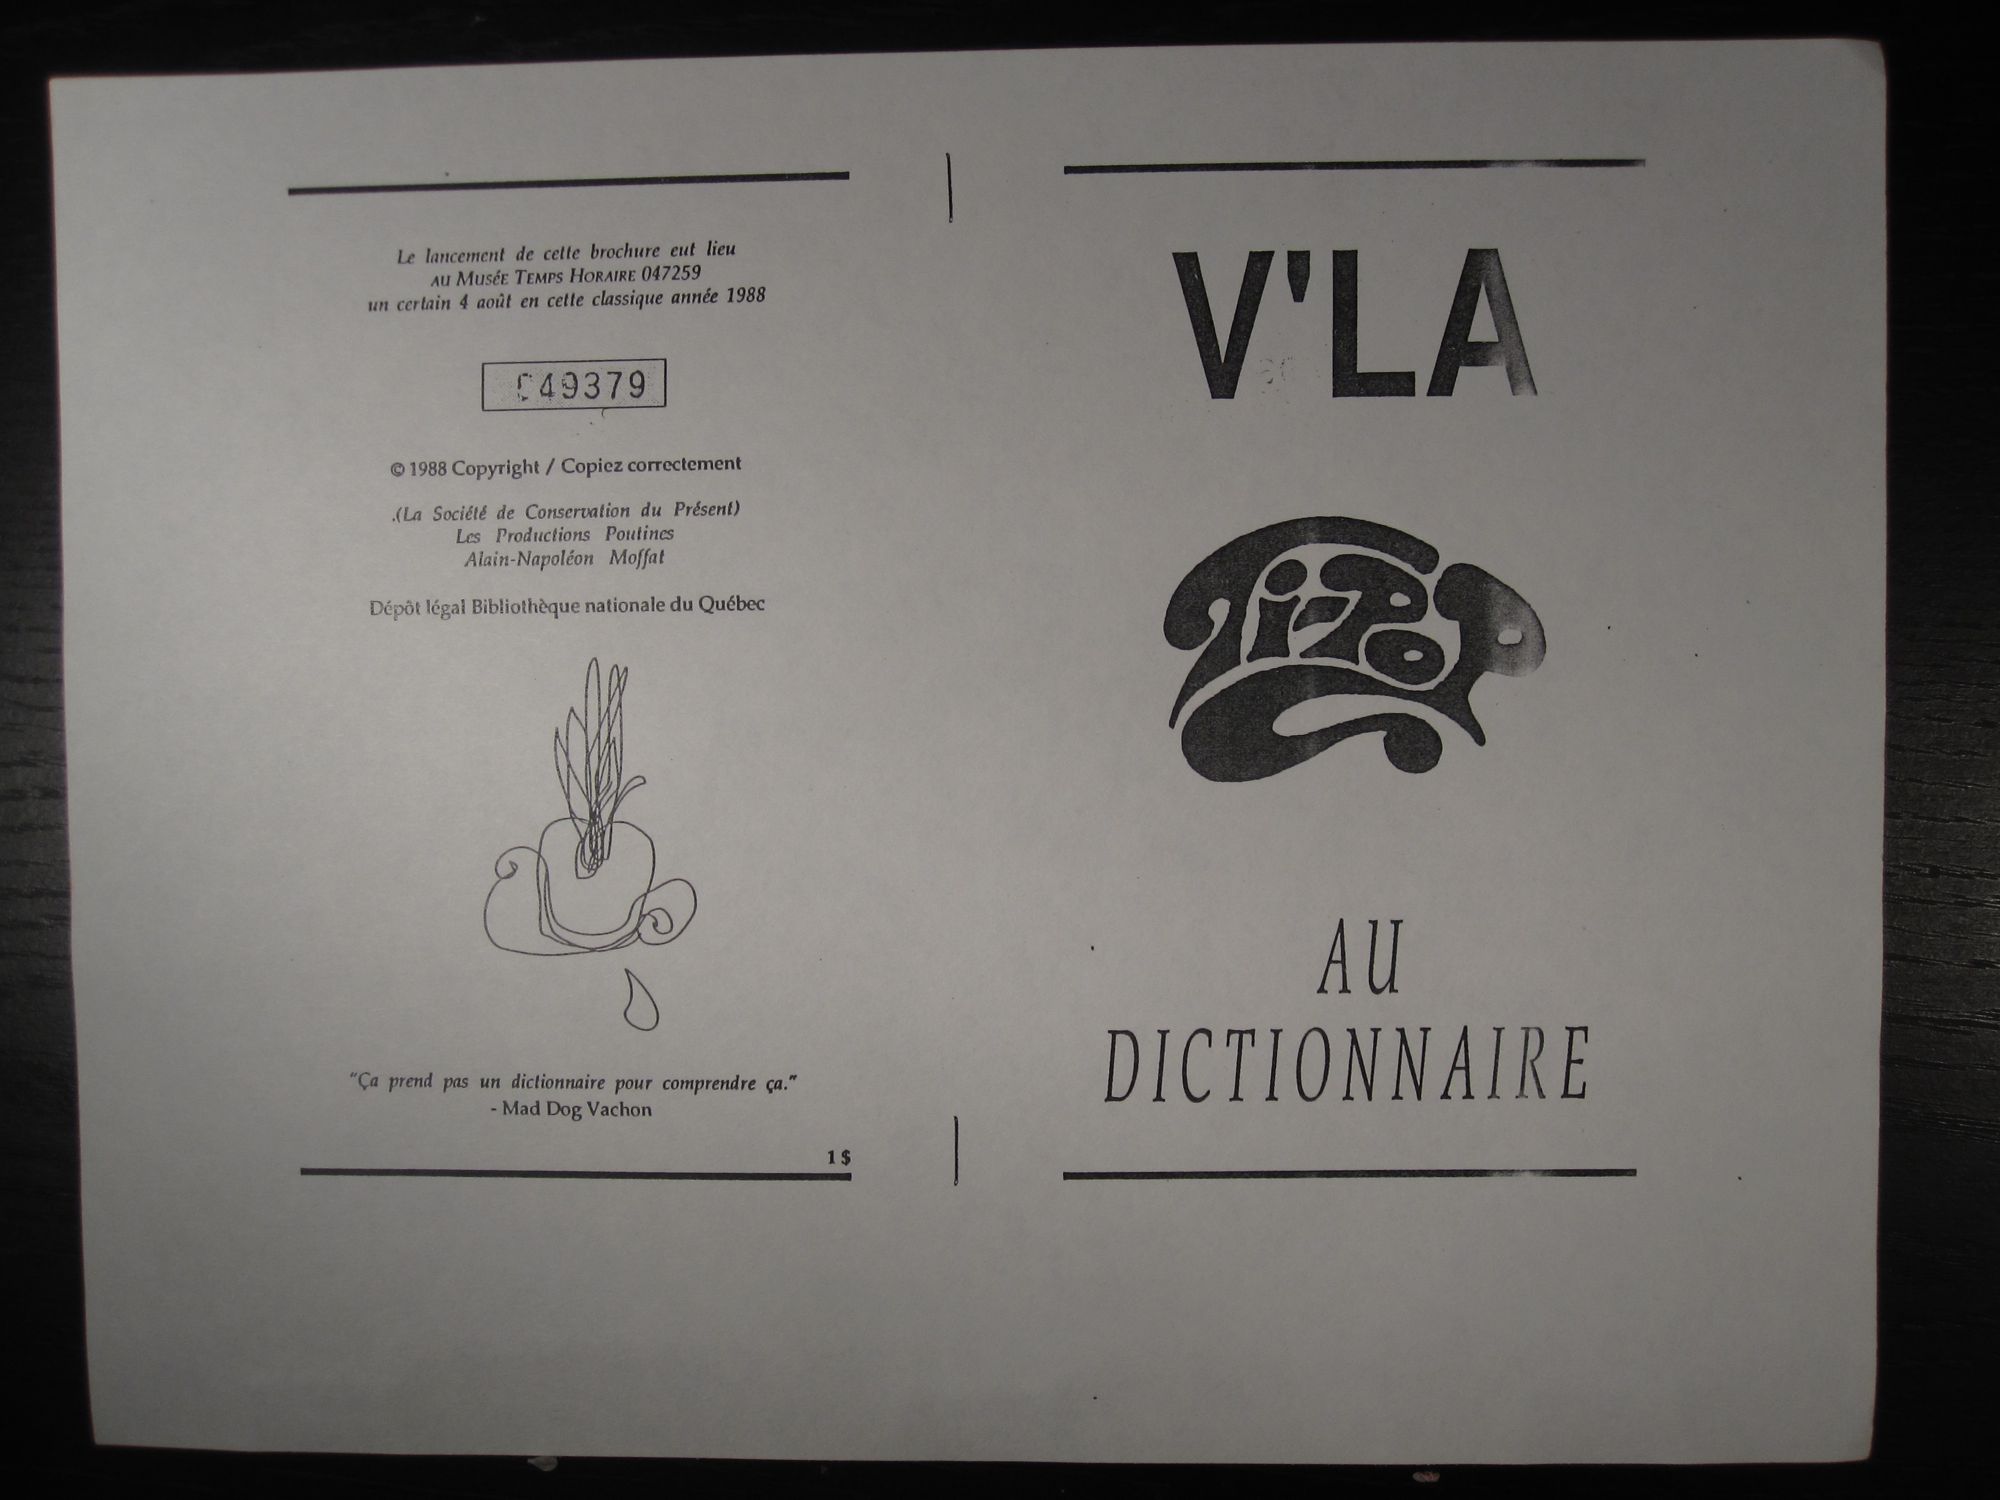 Le lancement de cette brochure eut lieu
AU MUSéE TEMPS HORAIRE 047259
un certain 4 août en cette classique année 1988
049379
© 1988 Copyright / Copiez correctement
.(La Société de Conservation du Présent)
Les Productions Poutines
Alain-Napoléon Moffat
Dépôt légal Bibliothèque nationale du Québec
"Ça prend pas un dictionnaire pour comprendre ça."
- Mad Dog Vachon
1 $
V'LA
Ti-Pop
AU
DICTIONNAIRE